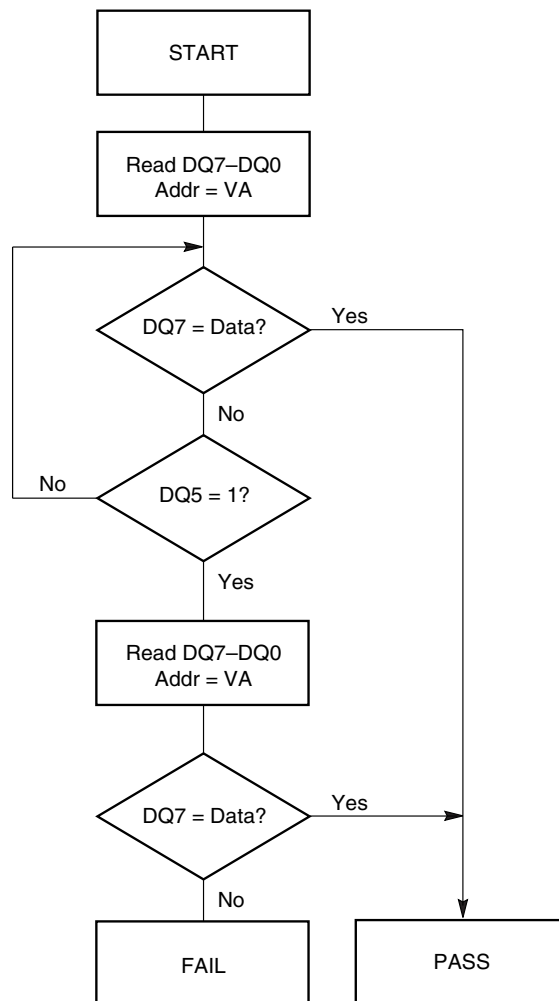 START
Read DQ7–DQ0
Addr = VA
DQ7 = Data?
Yes
No
No
DQ5 = 1?
Yes
Read DQ7–DQ0
Addr = VA
DQ7 = Data?
Yes
No
FAIL
PASS